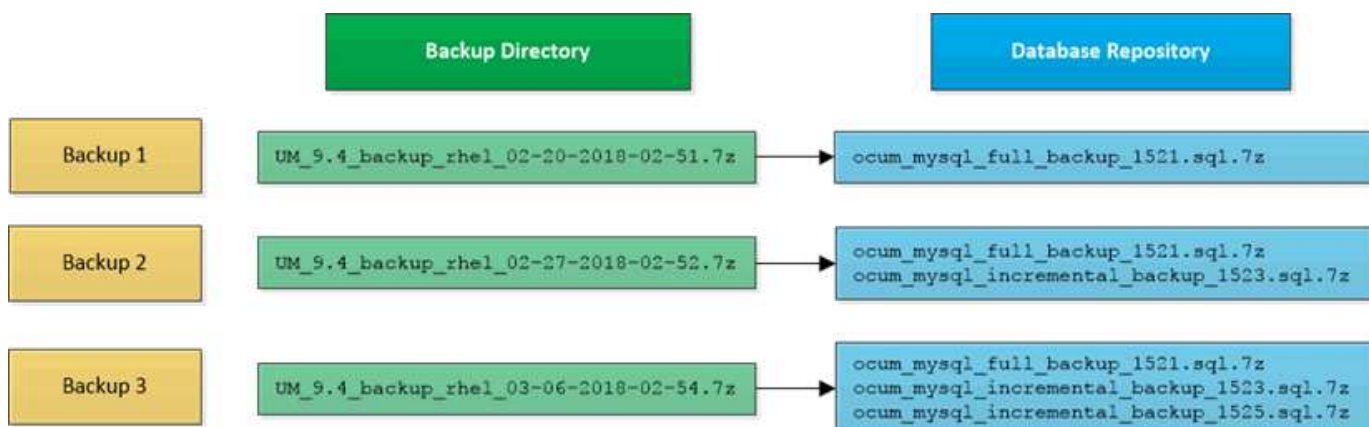 Backup Directory
Database Repository
Backup 1
UM_9.4_backup_rhel_02-20-2018-02-51.7z
ocum_mysql_full_backup_1521.sql.7z
Backup 2
UM_9.4_backup_rhel_02-27-2018-02-52.7z
ocum_mysql_full_backup_1521.sql.7z
ocum_mysql_incremental_backup_1523.sql.7z
Backup 3
UM_9.4_backup_rhel_03-06-2018-02-54.7z
ocum_mysql_full_backup_1521.sql.7z
ocum_mysql_incremental_backup_1523.sql.7z
ocum_mysql_incremental_backup_1525.sql.7z